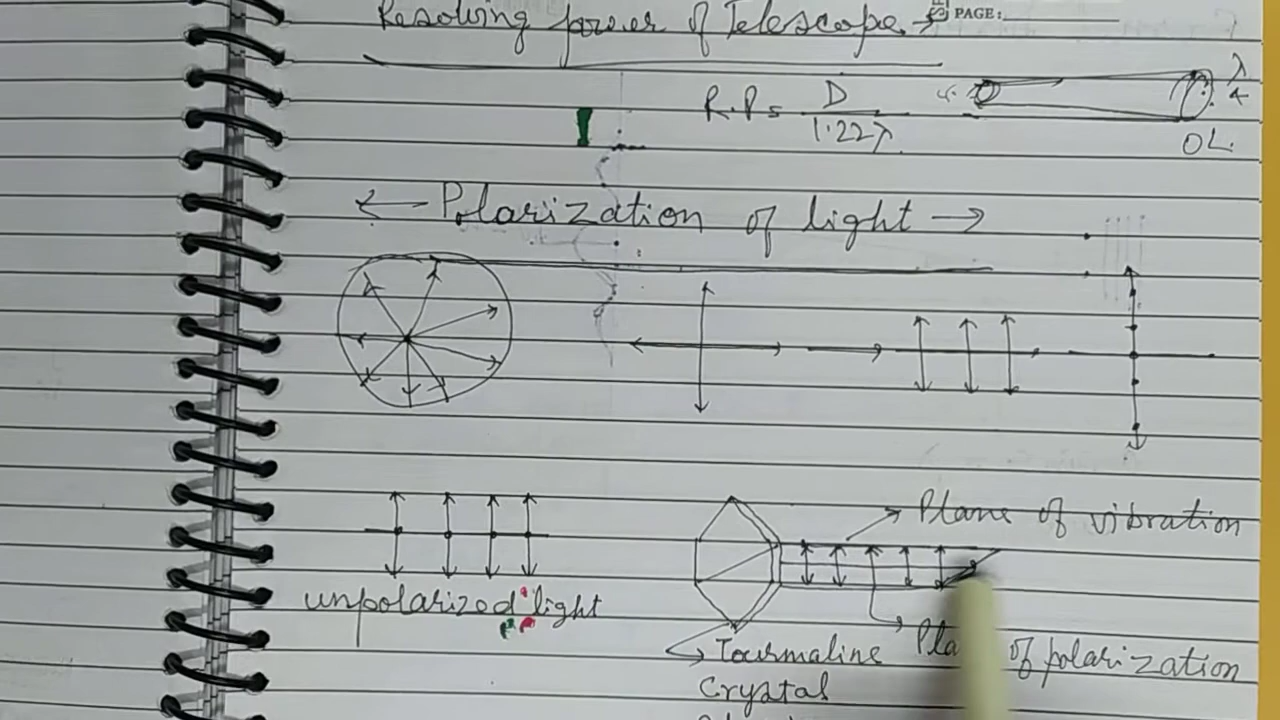 Resolving power of Telescope →
PAGE:
R.P = D / 1.22λ
λ
OL.
← Polarization of light →
unpolarized light
Plane of vibration
Tourmaline
Crystal
of polarization